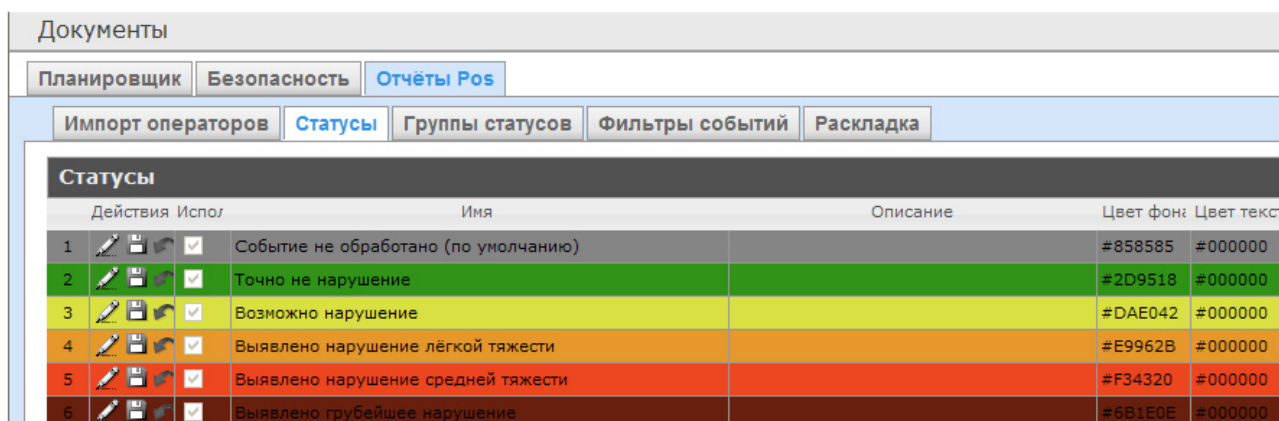 Документы
Планировщик Безопасность Отчёты Pos
Импорт операторов Статусы Группы статусов Фильтры событий Раскладка
Статусы
Действия Испол Имя Описание Цвет фона Цвет текс
1 Событие не обработано (по умолчанию) #858585 #000000
2 Точно не нарушение #2D9518 #000000
3 Возможно нарушение #DAE042 #000000
4 Выявлено нарушение лёгкой тяжести #E9962B #000000
5 Выявлено нарушение средней тяжести #F34320 #000000
6 Выявлено грубейшее нарушение #6B1E0E #000000